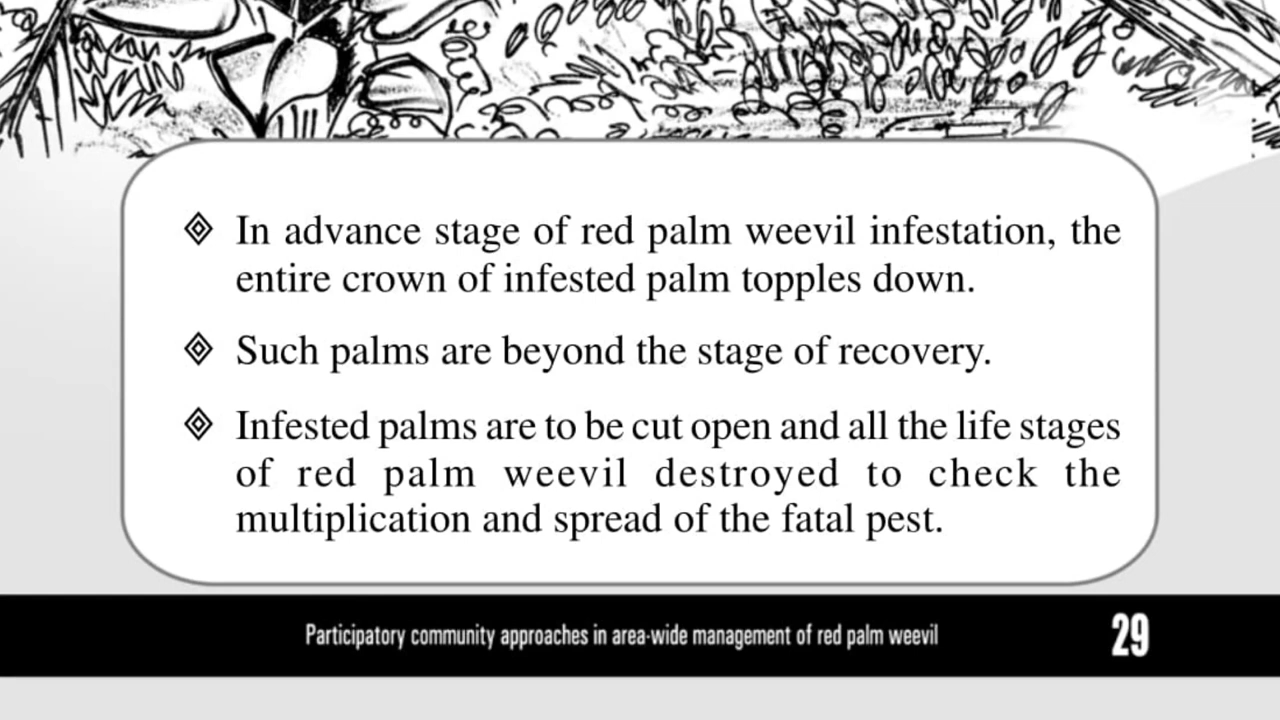 In advance stage of red palm weevil infestation, the
entire crown of infested palm topples down.
Such palms are beyond the stage of recovery.
Infested palms are to be cut open and all the life stages
of red palm weevil destroyed to check the
multiplication and spread of the fatal pest.
Participatory community approaches in area-wide management of red palm weevil
29